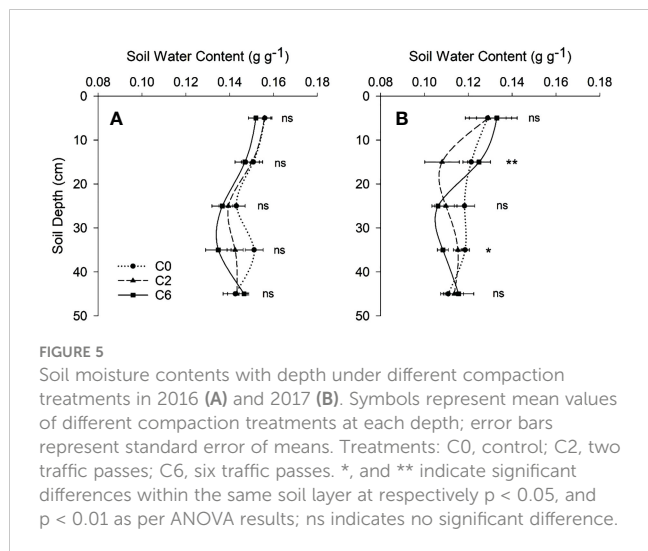 Soil Water Content (g g-1) Soil Water Content (g g-1)
0.08 0.10 0.12 0.14 0.16 0.18 0.08 0.10 0.12 0.14 0.16 0.18
0
10
20
30
40
50
Soil Depth (cm)
A
ns
ns
ns
ns
ns
C0
C2
C6
B
ns
**
ns
*
ns
FIGURE 5
Soil moisture contents with depth under different compaction
treatments in 2016 (A) and 2017 (B). Symbols represent mean values
of different compaction treatments at each depth; error bars
represent standard error of means. Treatments: C0, control; C2, two
traffic passes; C6, six traffic passes. *, and ** indicate significant
differences within the same soil layer at respectively p < 0.05, and
p < 0.01 as per ANOVA results; ns indicates no significant difference.